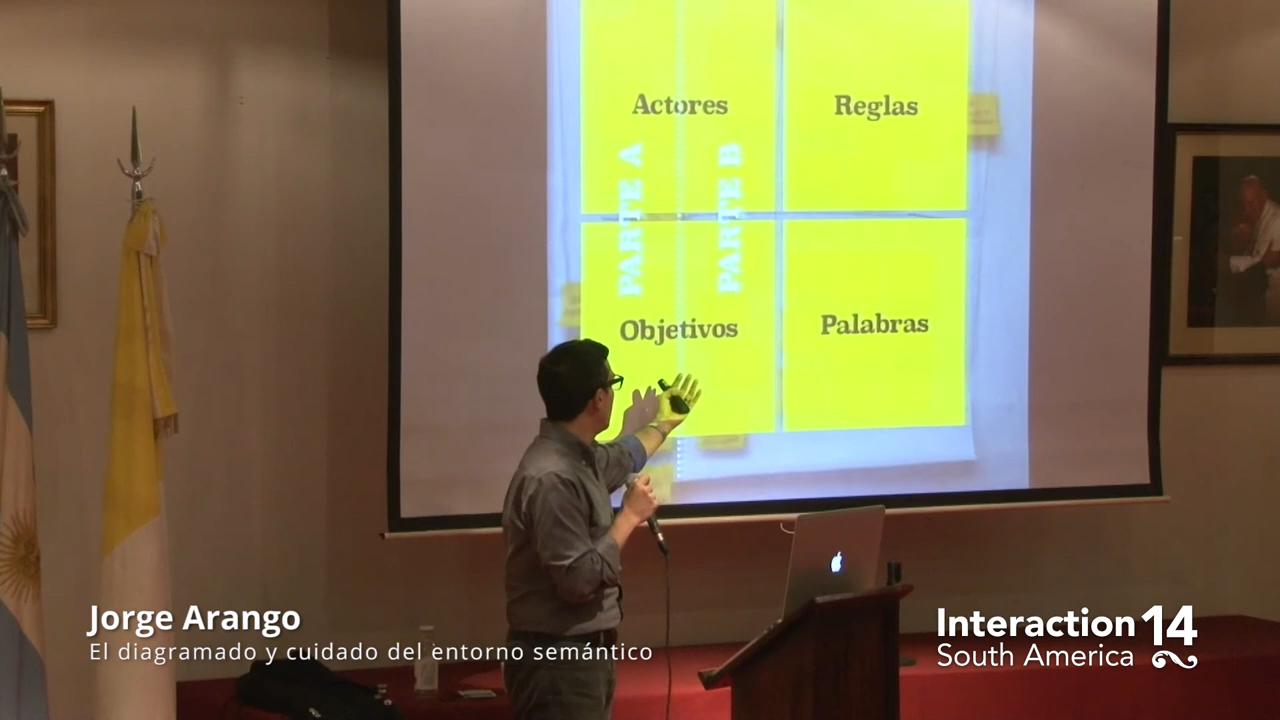 Actores
Reglas
PARTE A
PARTE B
Objetivos
Palabras
Jorge Arango
El diagramado y cuidado del entorno semántico
Interaction 14
South America